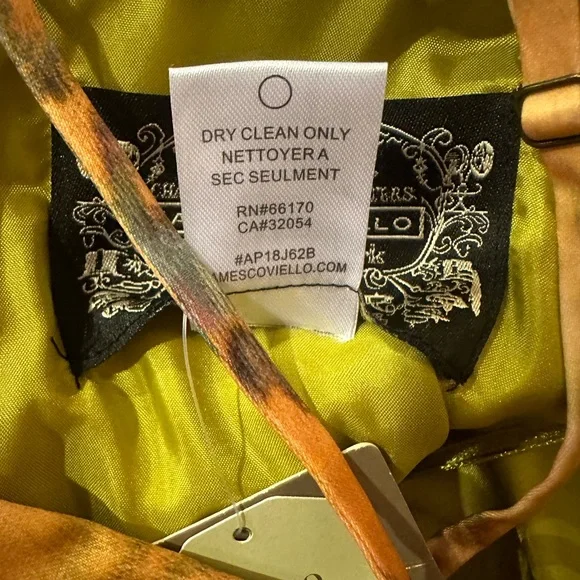 DRY CLEAN ONLY
NETTOYER A
SEC SEULMENT
RN#66170
CA#32054
#AP18J62B
AMESCOVIELLO.COM